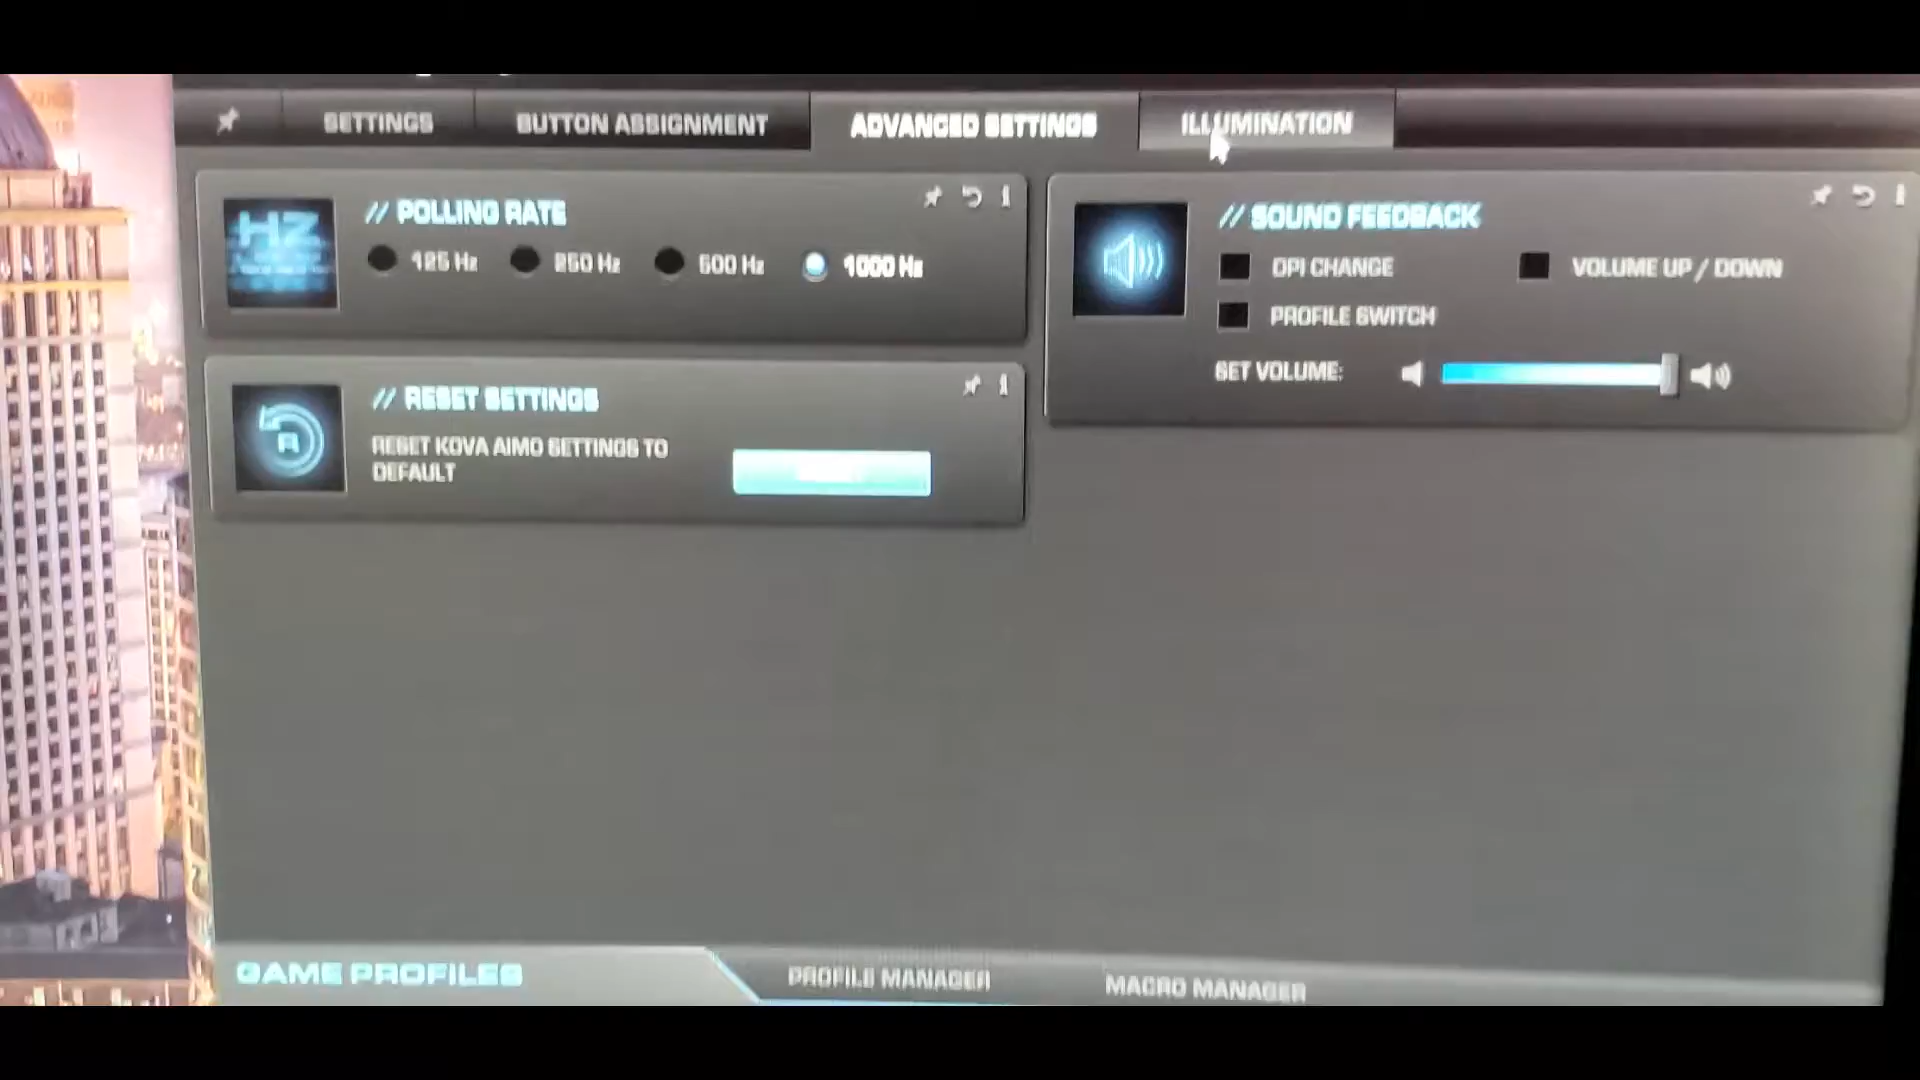 SETTINGS
BUTTON ASSIGNMENT
ADVANCED SETTINGS
ILLUMINATION
HZ
// POLLING RATE
125 Hz
250 Hz
500 Hz
1000 Hz
// RESET SETTINGS
R
RESET KOVA AIMO SETTINGS TO
DEFAULT
// SOUND FEEDBACK
DPI CHANGE
VOLUME UP / DOWN
PROFILE SWITCH
SET VOLUME:
GAME PROFILES
PROFILE MANAGER
MACRO MANAGER